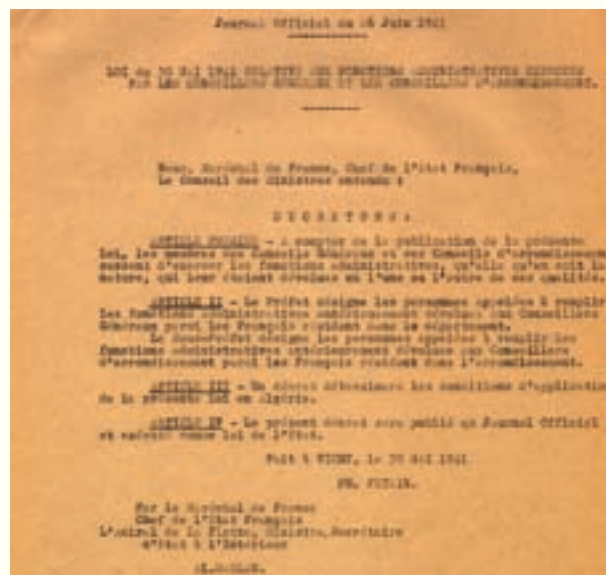 Journal Officiel du 16 Juin 1941
LOI du 30 Mai 1941 RELATIVE AUX FONCTIONS ADMINISTRATIVES EXERCEES
PAR LES CONSEILLERS GENERAUX ET LES CONSEILLERS D'ARRONDISSEMENT.
Nous, Maréchal de France, Chef de l'Etat Français,
Le Conseil des Ministres entendu :
D E C R E T O N S :
ARTICLE PREMIER - A compter de la publication de la présente
Loi, les membres des Conseils Généraux et des Conseils d'arrondissement
cessent d'exercer les fonctions administratives, qu'elle qu'en soit la
nature, qui leur étaient dévolues en l'une ou l'autre de ces qualités.
ARTICLE II - Le Préfet désigne les personnes appelées à remplir
les fonctions administratives antérieurement dévolues aux Conseillers
Généraux parmi les Français résidant dans le département.
Le Sous-Préfet désigne les personnes appelées à remplir les
fonctions administratives antérieurement dévolues aux Conseillers
d'arrondissement parmi les Français résidant dans l'arrondissement.
ARTICLE III - Un décret déterminera les conditions d'application
de la présente loi en Algérie.
ARTICLE IV - Le présent décret sera publié au Journal Officiel
et exécuté comme loi de l'Etat.
Fait à VICHY, le 30 Mai 1941
PH. PETAIN.
Par le Maréchal de France
Chef de l'Etat Français
L'Amiral de la Flotte, Ministre, Secrétaire
d'Etat à l'Intérieur